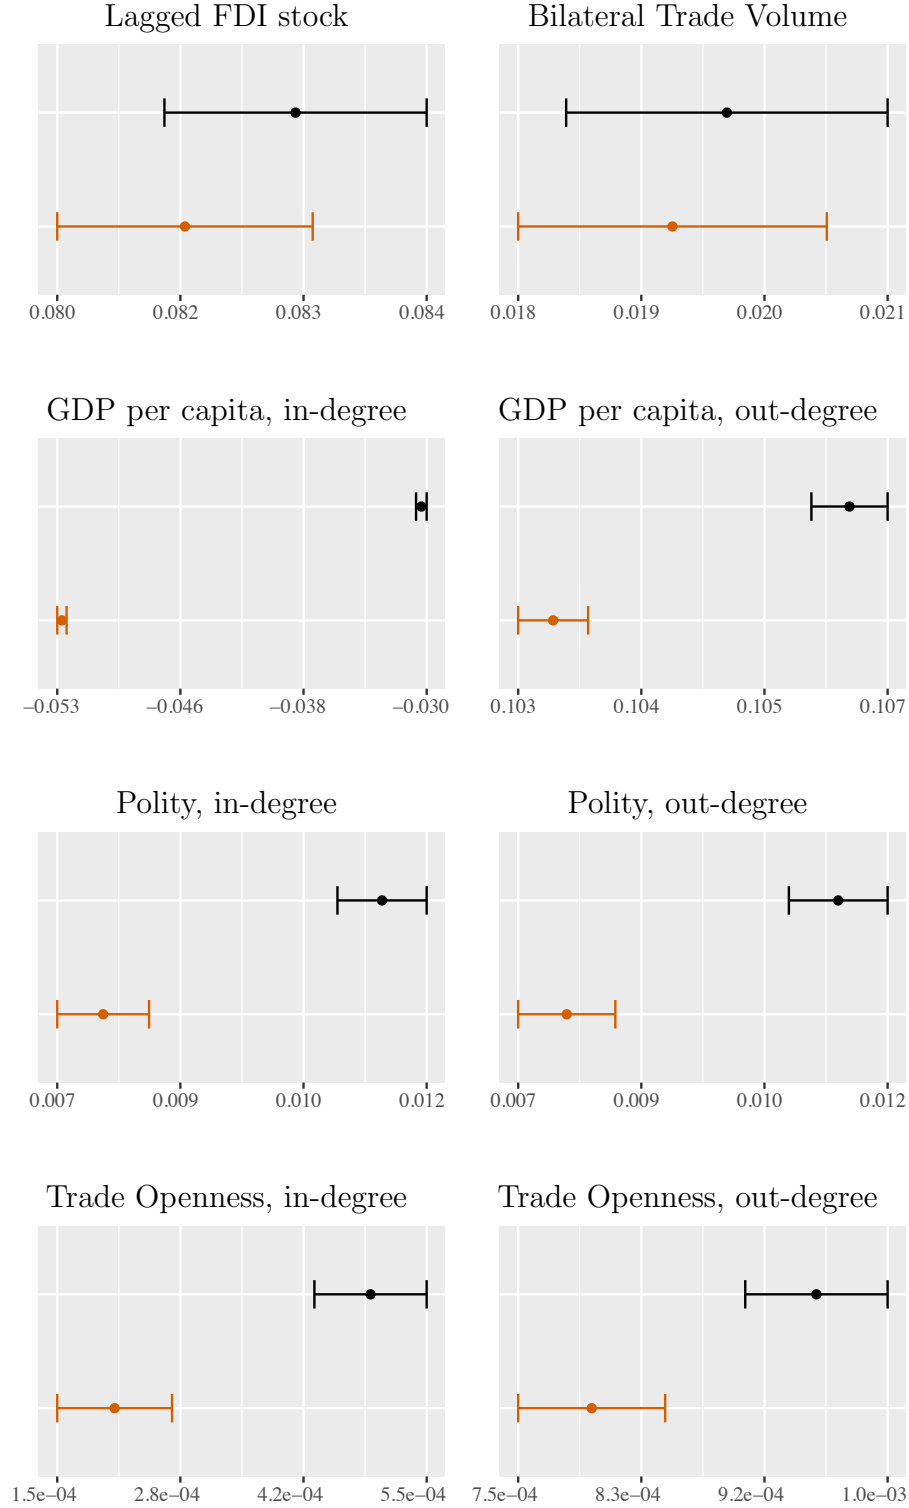 Lagged FDI stock
Bilateral Trade Volume
0.080 0.082 0.083 0.084
0.018 0.019 0.020 0.021
GDP per capita, in-degree
GDP per capita, out-degree
−0.053 −0.046 −0.038 −0.030
0.103 0.104 0.105 0.107
Polity, in-degree
Polity, out-degree
0.007 0.009 0.010 0.012
0.007 0.009 0.010 0.012
Trade Openness, in-degree
Trade Openness, out-degree
1.5e−04 2.8e−04 4.2e−04 5.5e−04
7.5e−04 8.3e−04 9.2e−04 1.0e−03